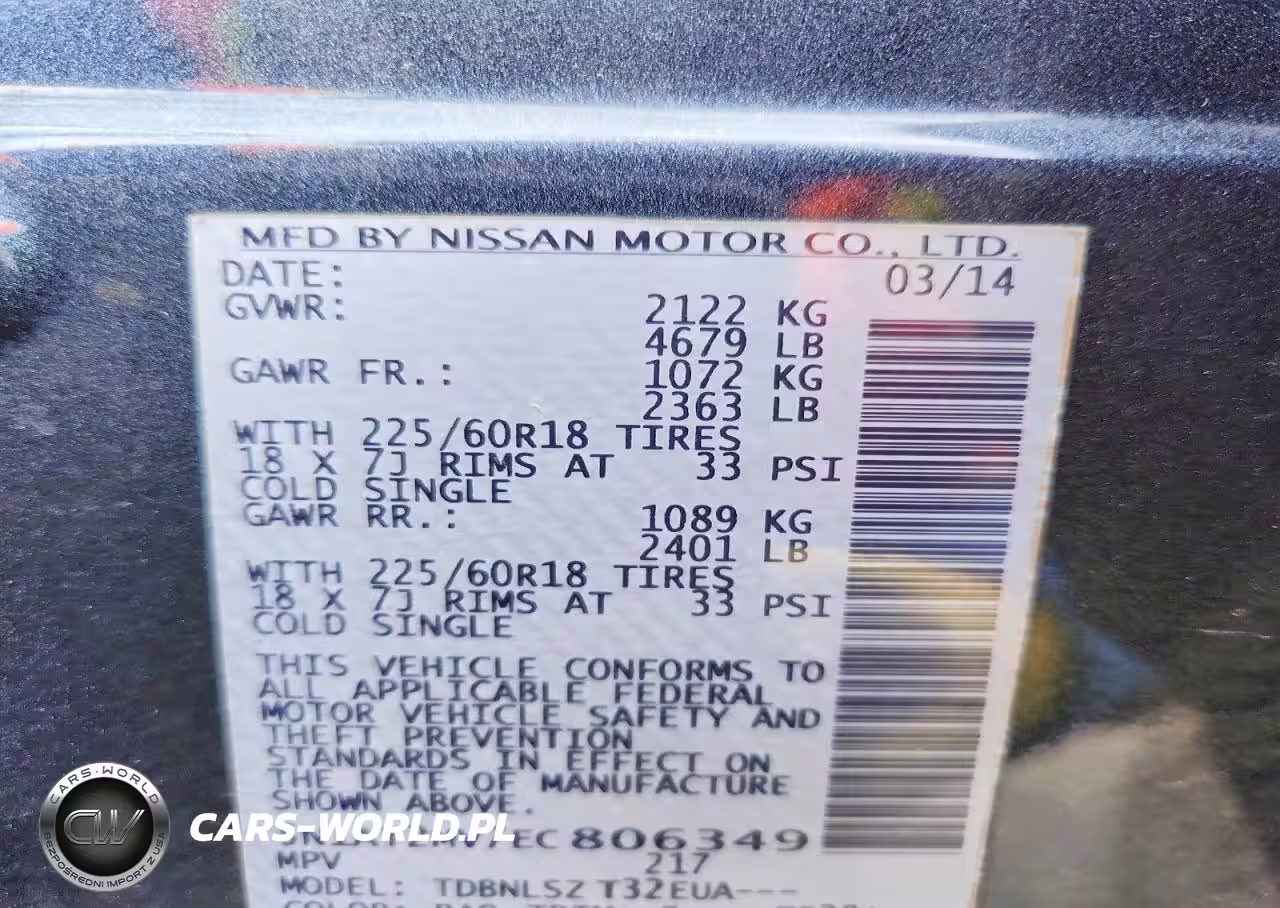 MFD BY NISSAN MOTOR CO., LTD.
DATE: 03/14
GVWR: 2122 KG
4679 LB
GAWR FR.: 1072 KG
2363 LB
WITH 225/60R18 TIRES
18 X 7J RIMS AT 33 PSI
COLD SINGLE
GAWR RR.: 1089 KG
2401 LB
WITH 225/60R18 TIRES
18 X 7J RIMS AT 33 PSI
COLD SINGLE
THIS VEHICLE CONFORMS TO
ALL APPLICABLE FEDERAL
MOTOR VEHICLE SAFETY AND
THEFT PREVENTION
STANDARDS IN EFFECT ON
THE DATE OF MANUFACTURE
SHOWN ABOVE.
806349
MPV 217
MODEL: TDBNLSZ T32EUA---
CARS-WORLD
CW
BEZPOŚREDNI IMPORT Z USA
CARS-WORLD.PL